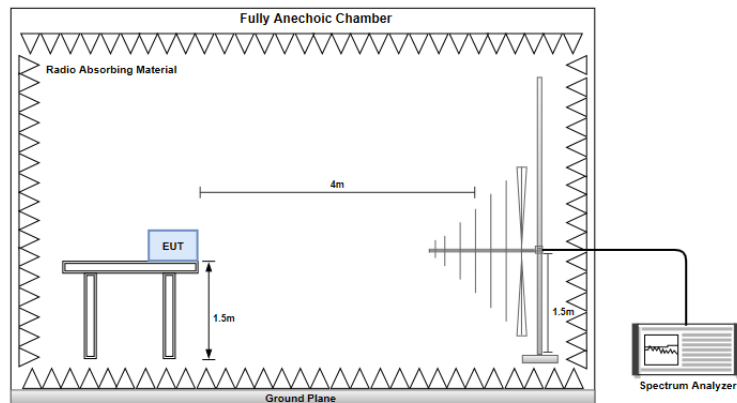 Fully Anechoic Chamber
Radio Absorbing Material
4m
EUT
1.5m
1.5m
Spectrum Analyzer
Ground Plane